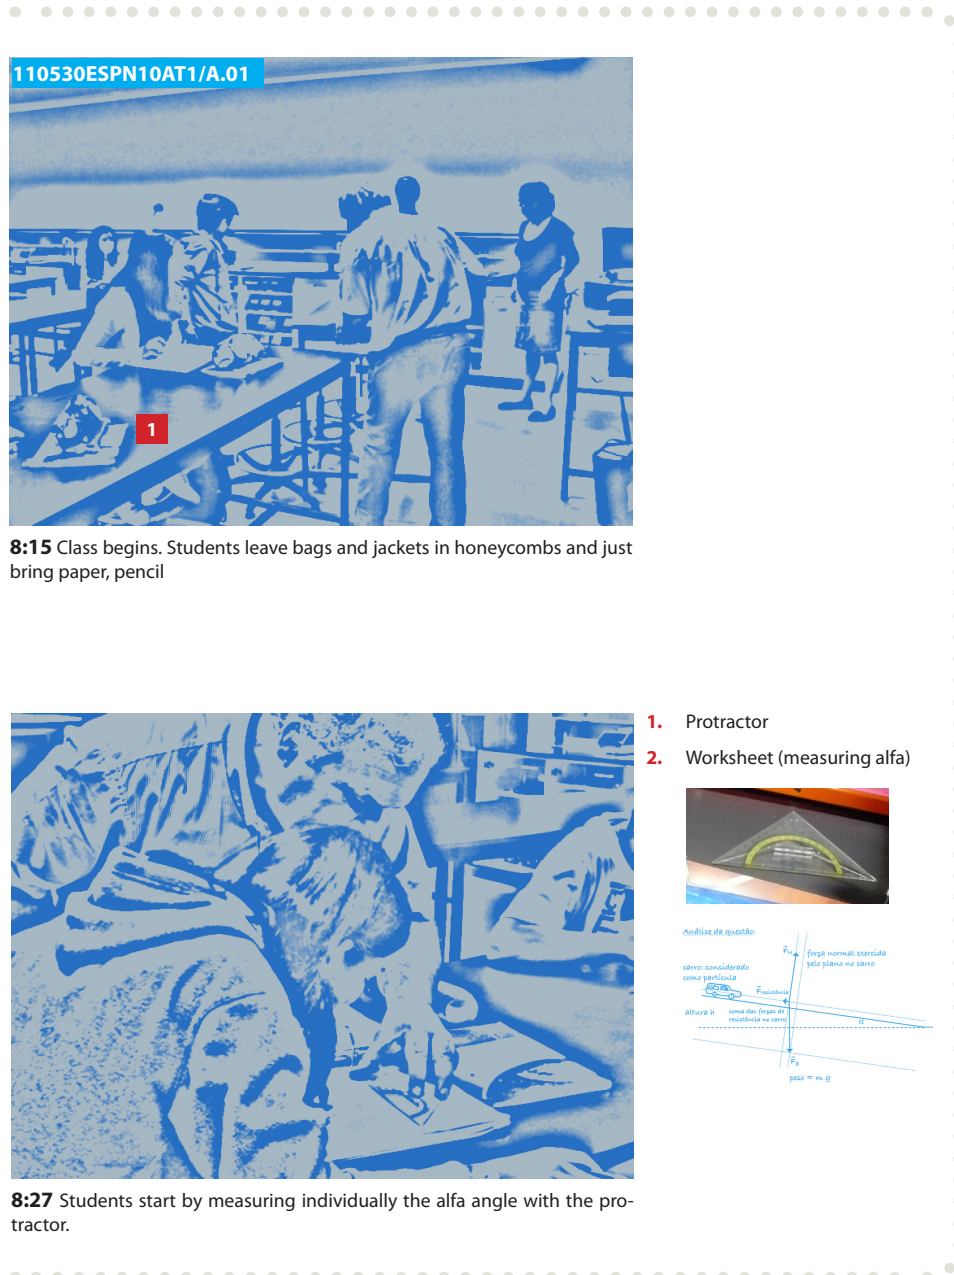 110530ESPN10AT1/A.01
1
8:15 Class begins. Students leave bags and jackets in honeycombs and just
bring paper, pencil
1. Protractor
2. Worksheet (measuring alfa)
Análise da questão:
F_N
força normal exercida
pelo plano no carro
carro: considerado
como partícula
F_resistência
altura h
soma das forças de
resistência no carro
α
F_g
peso = m g
8:27 Students start by measuring individually the alfa angle with the pro-
tractor.